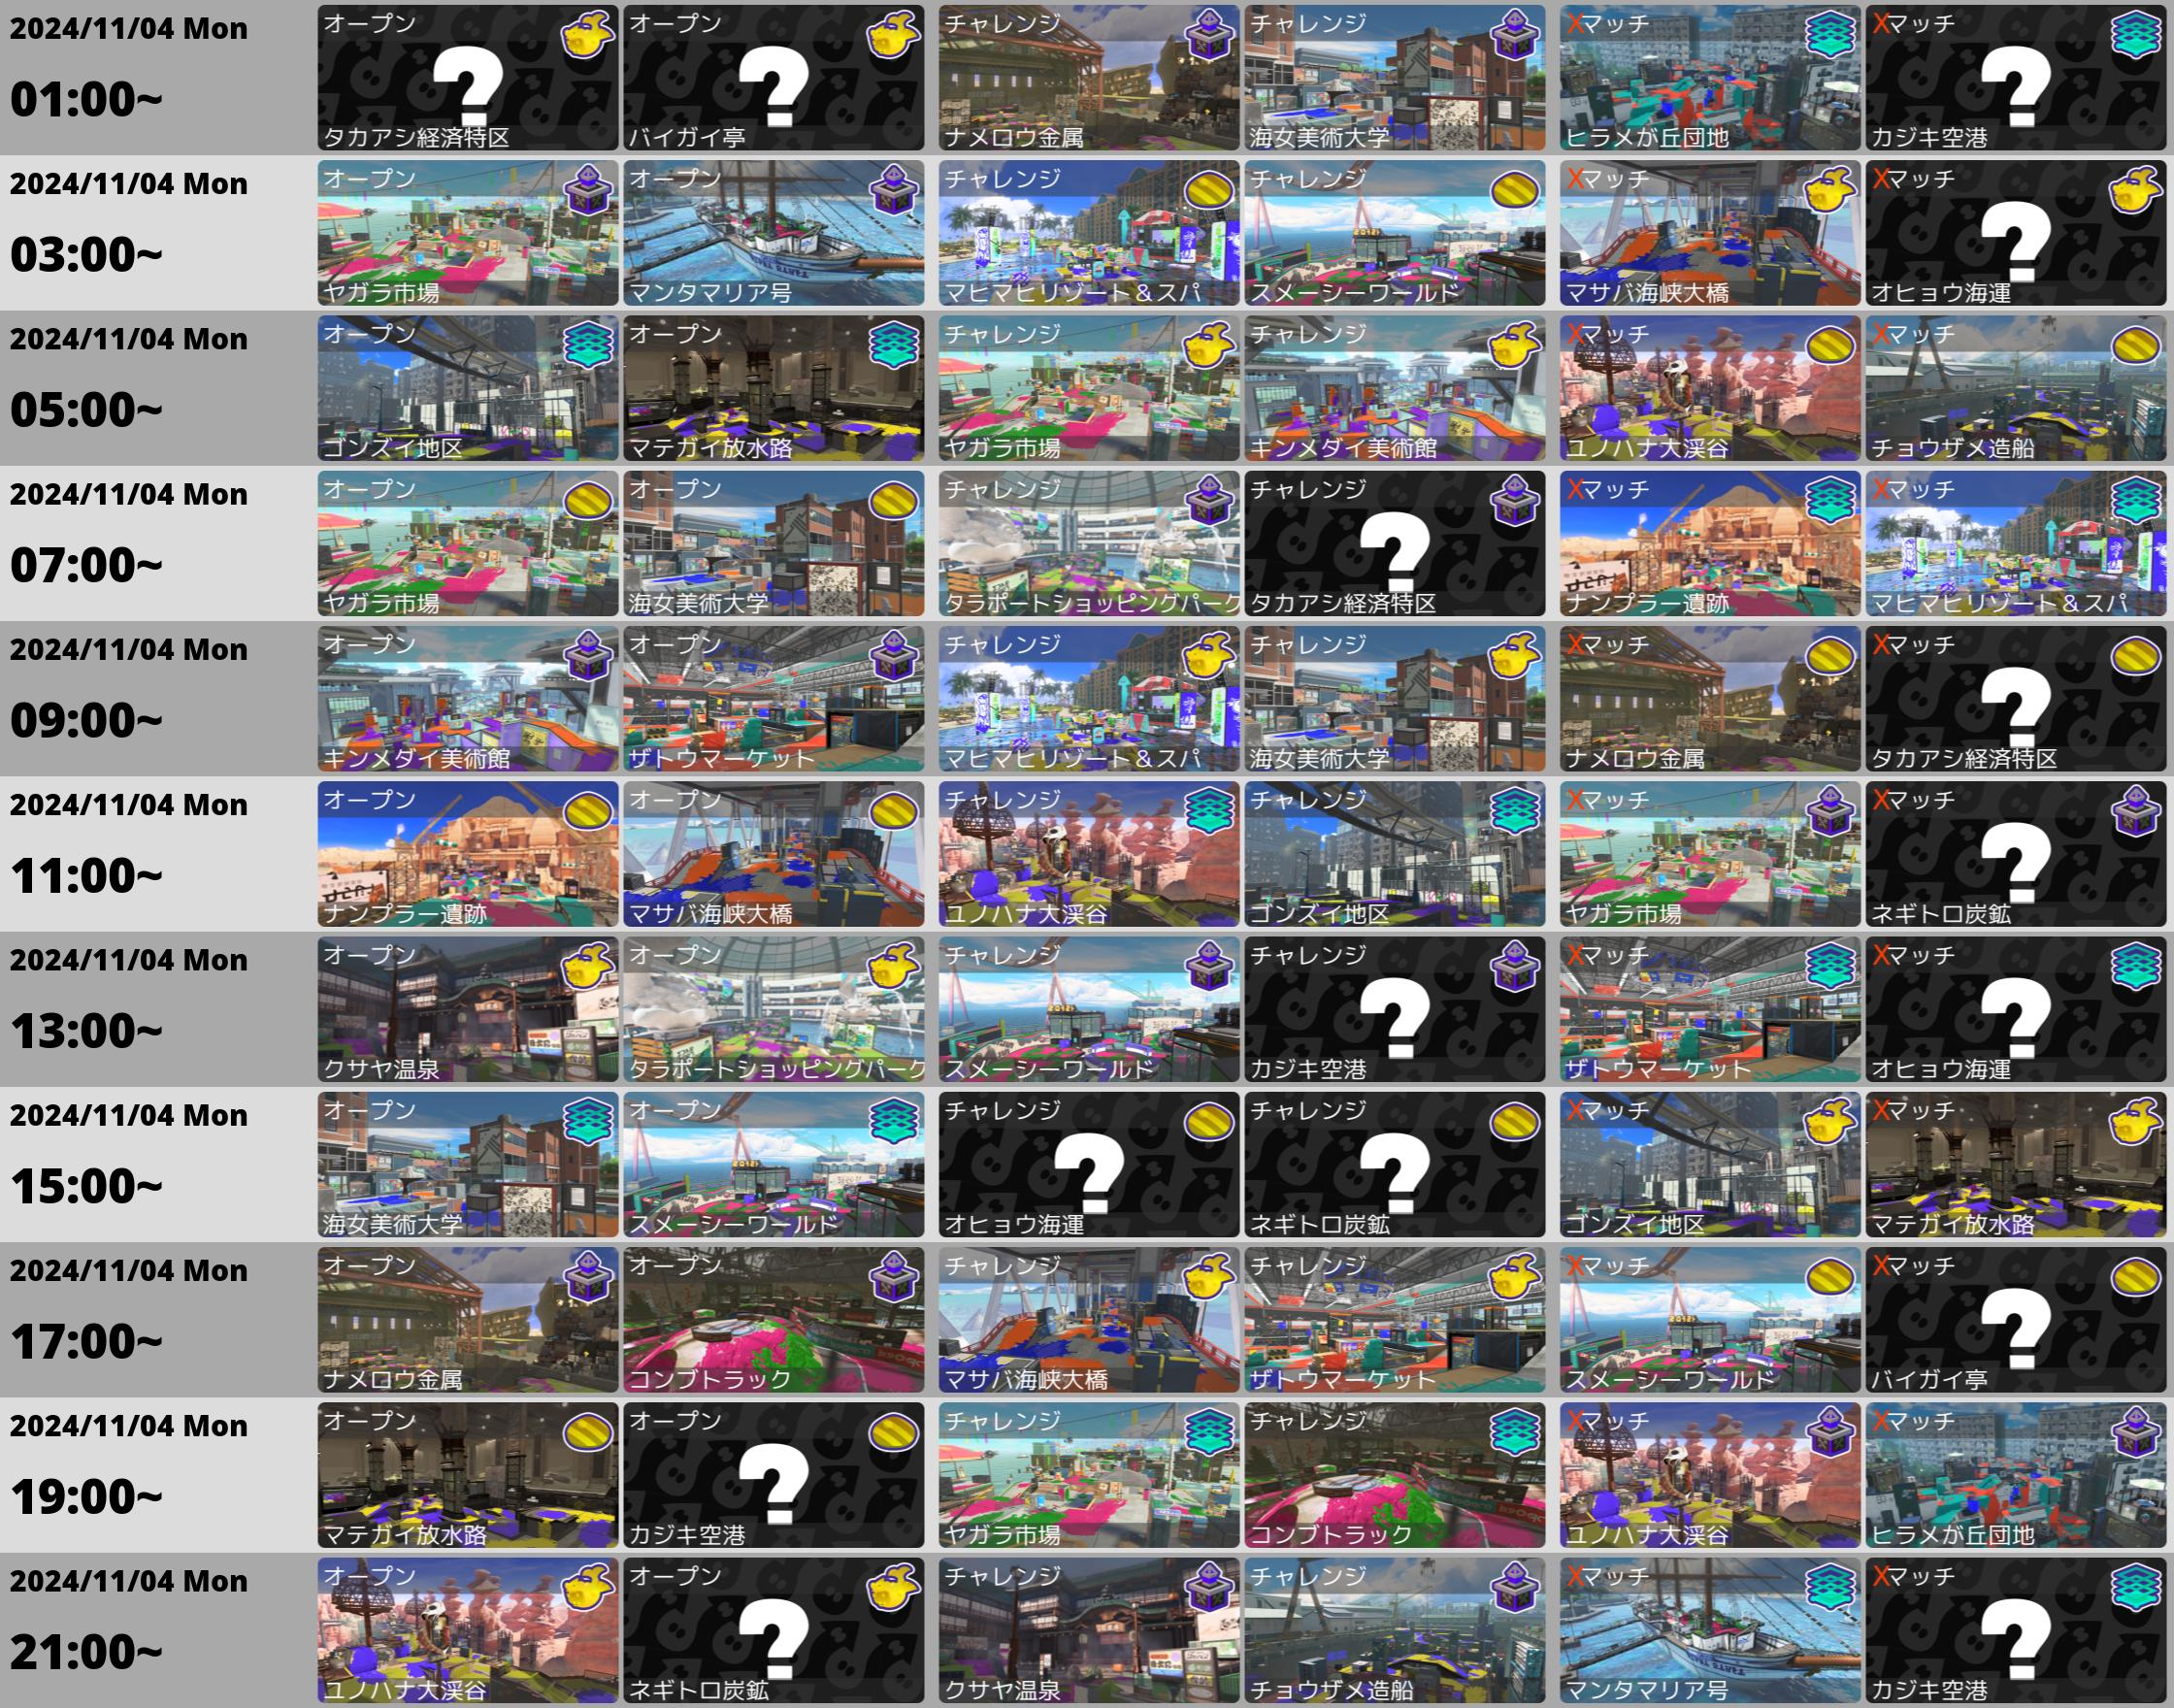 2024/11/04 Mon
01:00~
オープン
タカアシ経済特区
オープン
バイガイ亭
チャレンジ
ナメロウ金属
チャレンジ
海女美術大学
Xマッチ
ヒラメが丘団地
Xマッチ
カジキ空港
2024/11/04 Mon
03:00~
オープン
ヤガラ市場
オープン
マンタマリア号
チャレンジ
マヒマヒリゾート&スパ
チャレンジ
スメーシーワールド
Xマッチ
マサバ海峡大橋
Xマッチ
オヒョウ海運
2024/11/04 Mon
05:00~
オープン
ゴンズイ地区
オープン
マテガイ放水路
チャレンジ
ヤガラ市場
チャレンジ
キンメダイ美術館
Xマッチ
ユノハナ大渓谷
Xマッチ
チョウザメ造船
2024/11/04 Mon
07:00~
オープン
ヤガラ市場
オープン
海女美術大学
チャレンジ
タラポートショッピングパーク
チャレンジ
タカアシ経済特区
Xマッチ
ナンプラー遺跡
Xマッチ
マヒマヒリゾート&スパ
2024/11/04 Mon
09:00~
オープン
キンメダイ美術館
オープン
ザトウマーケット
チャレンジ
マヒマヒリゾート&スパ
チャレンジ
海女美術大学
Xマッチ
ナメロウ金属
Xマッチ
タカアシ経済特区
2024/11/04 Mon
11:00~
オープン
ナンプラー遺跡
オープン
マサバ海峡大橋
チャレンジ
ユノハナ大渓谷
チャレンジ
ゴンズイ地区
Xマッチ
ヤガラ市場
Xマッチ
ネギトロ炭鉱
2024/11/04 Mon
13:00~
オープン
クサヤ温泉
オープン
タラポートショッピングパーク
チャレンジ
スメーシーワールド
チャレンジ
カジキ空港
Xマッチ
ザトウマーケット
Xマッチ
オヒョウ海運
2024/11/04 Mon
15:00~
オープン
海女美術大学
オープン
スメーシーワールド
チャレンジ
オヒョウ海運
チャレンジ
ネギトロ炭鉱
Xマッチ
ゴンズイ地区
Xマッチ
マテガイ放水路
2024/11/04 Mon
17:00~
オープン
ナメロウ金属
オープン
コンブトラック
チャレンジ
マサバ海峡大橋
チャレンジ
ザトウマーケット
Xマッチ
スメーシーワールド
Xマッチ
バイガイ亭
2024/11/04 Mon
19:00~
オープン
マテガイ放水路
オープン
カジキ空港
チャレンジ
ヤガラ市場
チャレンジ
コンブトラック
Xマッチ
ユノハナ大渓谷
Xマッチ
ヒラメが丘団地
2024/11/04 Mon
21:00~
オープン
ユノハナ大渓谷
オープン
ネギトロ炭鉱
チャレンジ
クサヤ温泉
チャレンジ
チョウザメ造船
Xマッチ
マンタマリア号
Xマッチ
カジキ空港